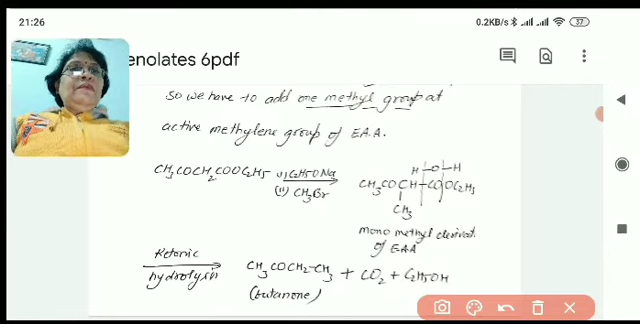 21:26
0.2KB/s
37
enolates 6pdf
So we have to add one methyl group at
active methylene group of E.A.A.
CH3COCH2COOC2H5 (i) C2H5ONa
(ii) CH3Br
H O H
CH3COCH-COOC2H5
CH3
mono methyl derivat
of EAA
Ketonic
hydrolysis
CH3COCH2-CH3 + CO2 + C2H5OH
(butanone)